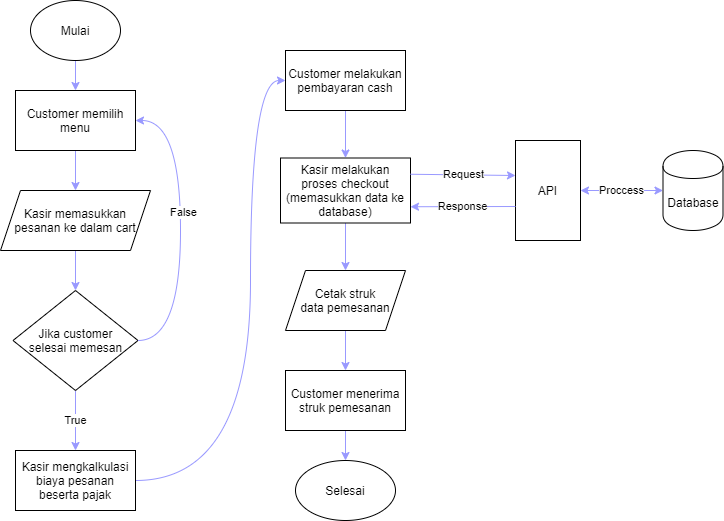 Mulai
Customer memilih
menu
Kasir memasukkan
pesanan ke dalam cart
False
Jika customer
selesai memesan
True
Kasir mengkalkulasi
biaya pesanan
beserta pajak
Customer melakukan
pembayaran cash
Kasir melakukan
proses checkout
(memasukkan data ke
database)
Request
Response
API
Proccess
Database
Cetak struk
data pemesanan
Customer menerima
struk pemesanan
Selesai